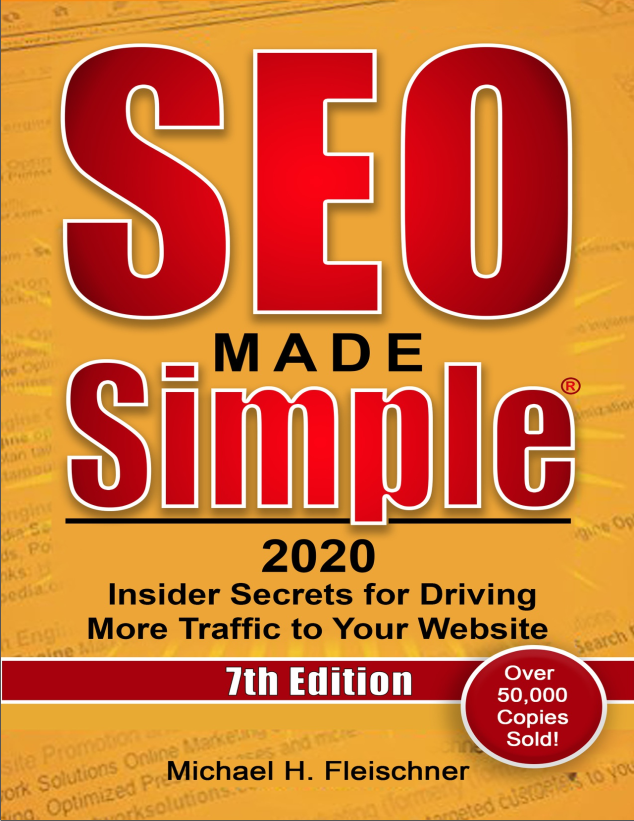 SEO
MADE
Simple®
2020
Insider Secrets for Driving
More Traffic to Your Website
7th Edition
Over
50,000
Copies
Sold!
Michael H. Fleischner